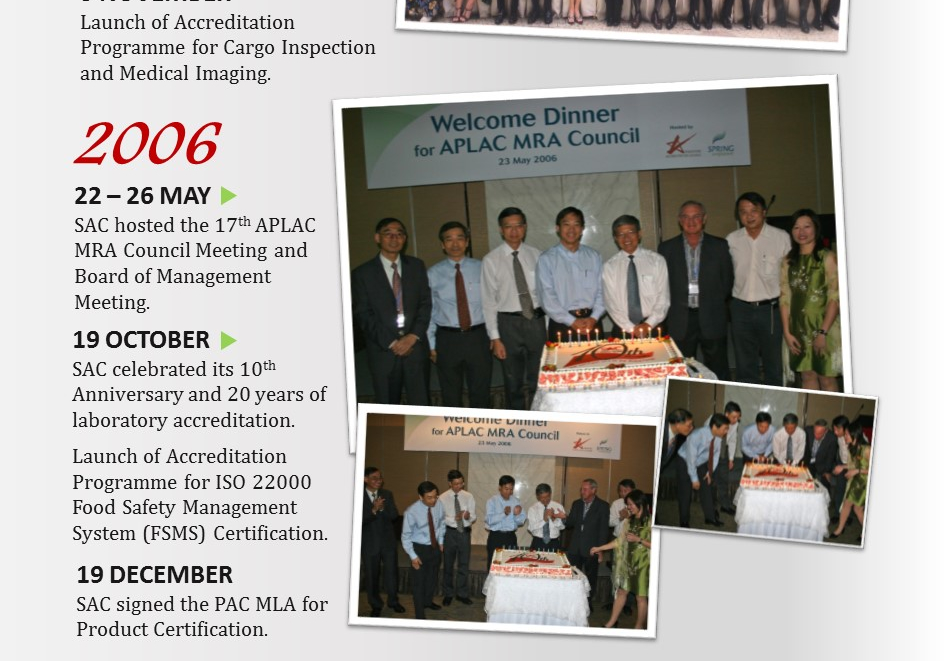 Launch of Accreditation
Programme for Cargo Inspection
and Medical Imaging.
2006
22 – 26 MAY
SAC hosted the 17th APLAC
MRA Council Meeting and
Board of Management
Meeting.
19 OCTOBER
SAC celebrated its 10th
Anniversary and 20 years of
laboratory accreditation.
Launch of Accreditation
Programme for ISO 22000
Food Safety Management
System (FSMS) Certification.
19 DECEMBER
SAC signed the PAC MLA for
Product Certification.
Welcome Dinner
for APLAC MRA Council
23 May 2006
Hosted by
SPRING
10th
Welcome Dinner
for APLAC MRA Council
23 May 2006